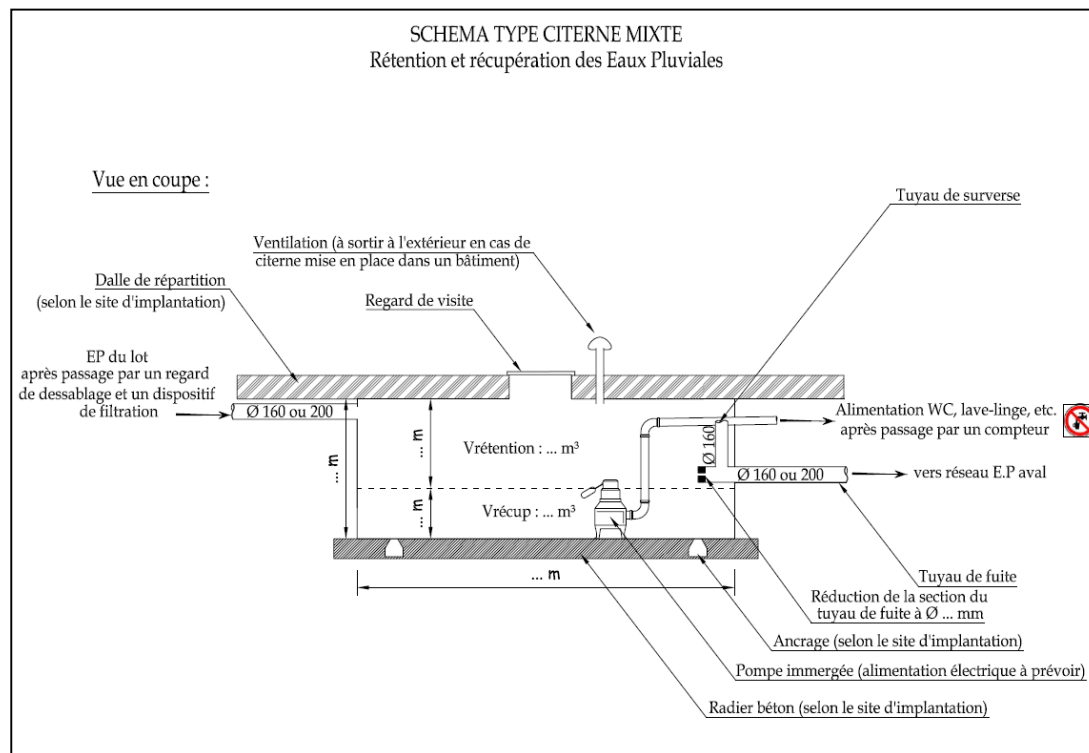 SCHEMA TYPE CITERNE MIXTE
Rétention et récupération des Eaux Pluviales
Vue en coupe :
Tuyau de surverse
Ventilation (à sortir à l'extérieur en cas de
citerne mise en place dans un bâtiment)
Dalle de répartition
(selon le site d'implantation)
Regard de visite
EP du lot
après passage par un regard
de dessablage et un dispositif
de filtration
Ø 160 ou 200
Alimentation WC, lave-linge, etc.
après passage par un compteur
... m
... m
Vrétention : ... m³
Ø 160
Ø 160 ou 200
vers réseau E.P aval
... m
Vrécup : ... m³
... m
Tuyau de fuite
Réduction de la section du
tuyau de fuite à Ø ... mm
Ancrage (selon le site d'implantation)
Pompe immergée (alimentation électrique à prévoir)
Radier béton (selon le site d'implantation)